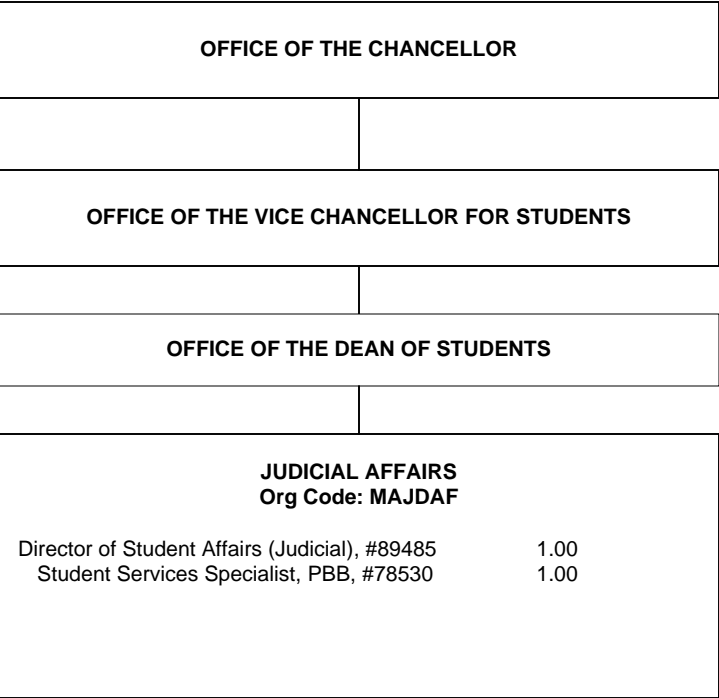 OFFICE OF THE CHANCELLOR
OFFICE OF THE VICE CHANCELLOR FOR STUDENTS
OFFICE OF THE DEAN OF STUDENTS
JUDICIAL AFFAIRS
Org Code: MAJDAF
Director of Student Affairs (Judicial), #89485 1.00
Student Services Specialist, PBB, #78530 1.00